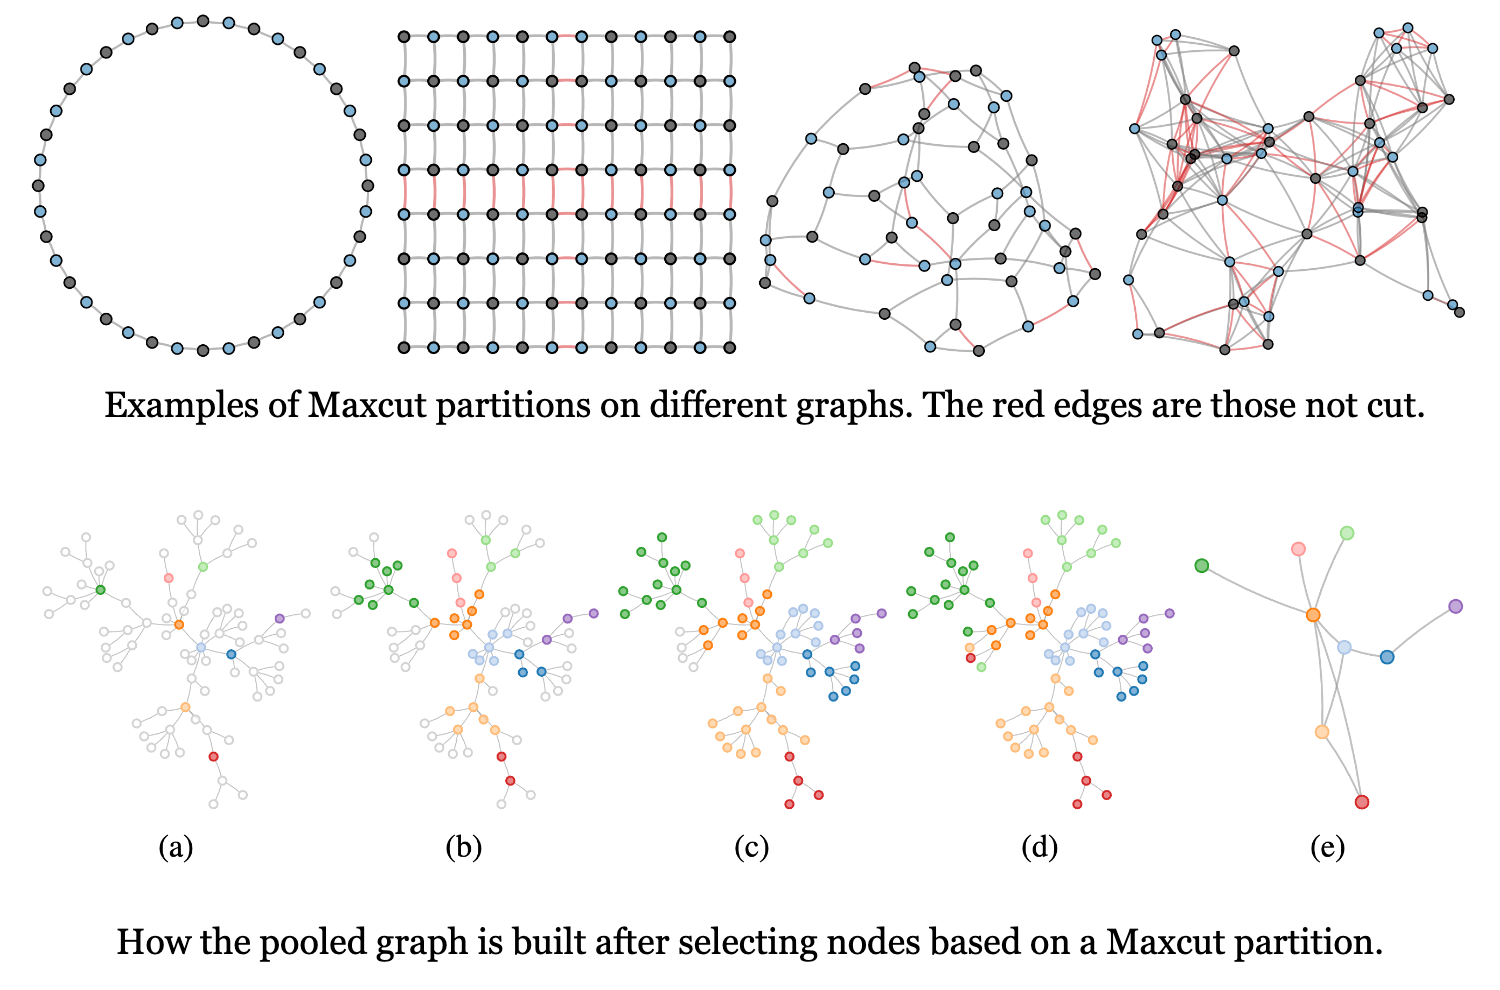 Examples of Maxcut partitions on different graphs. The red edges are those not cut.
(a) (b) (c) (d) (e)
How the pooled graph is built after selecting nodes based on a Maxcut partition.